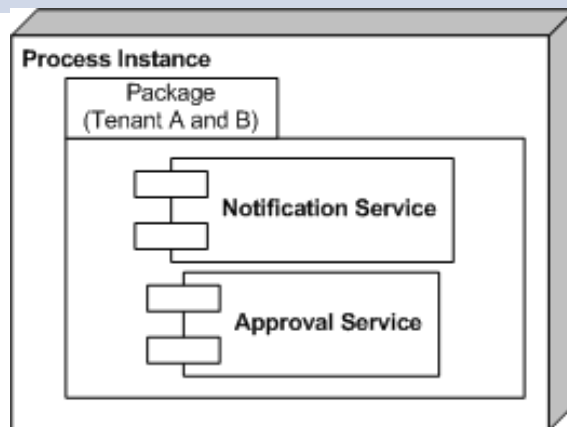 Process Instance
Package
(Tenant A and B)
Notification Service
Approval Service